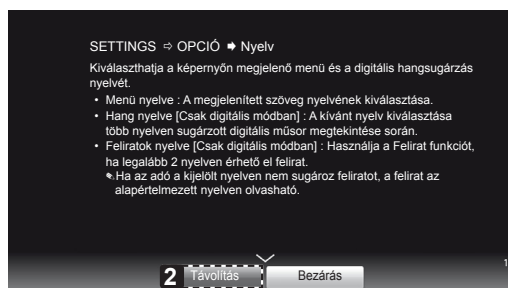 SETTINGS ⇨ OPCIÓ ➡ Nyelv
Kiválaszthatja a képernyőn megjelenő menü és a digitális hangsugárzás
nyelvét.
• Menü nyelve : A megjelenített szöveg nyelvének kiválasztása.
• Hang nyelve [Csak digitális módban] : A kívánt nyelv kiválasztása
több nyelven sugárzott digitális műsor megtekintése során.
• Feliratok nyelve [Csak digitális módban] : Használja a Felirat funkciót,
ha legalább 2 nyelven érhető el felirat.
✎Ha az adó a kijelölt nyelven nem sugároz feliratot, a felirat az
alapértelmezett nyelven olvasható.
1
2 Távolítás Bezárás